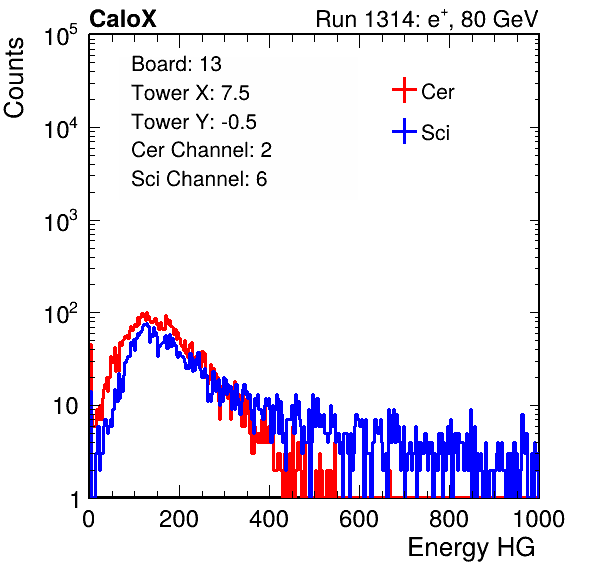 CaloX Run 1314: e⁺, 80 GeV
Counts
Board: 13
Tower X: 7.5
Tower Y: -0.5
Cer Channel: 2
Sci Channel: 6
Cer
Sci
10⁵
10⁴
10³
10²
10
1
0 200 400 600 800 1000
Energy HG